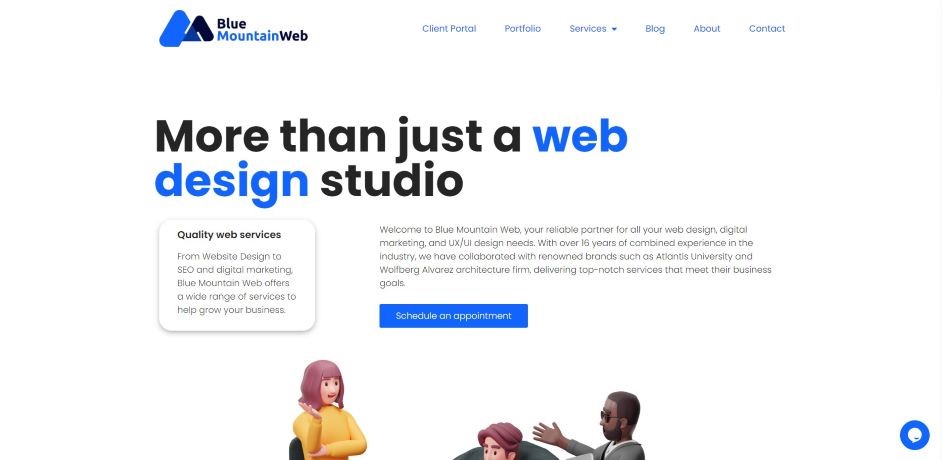 Blue
MountainWeb
Client Portal
Portfolio
Services
Blog
About
Contact
More than just a web
design studio
Quality web services
From Website Design to
SEO and digital marketing,
Blue Mountain Web offers
a wide range of services to
help grow your business.
Welcome to Blue Mountain Web, your reliable partner for all your web design, digital
marketing, and UX/UI design needs. With over 16 years of combined experience in the
industry, we have collaborated with renowned brands such as Atlantis University and
Wolfberg Alvarez architecture firm, delivering top-notch services that meet their business
goals.
Schedule an appointment